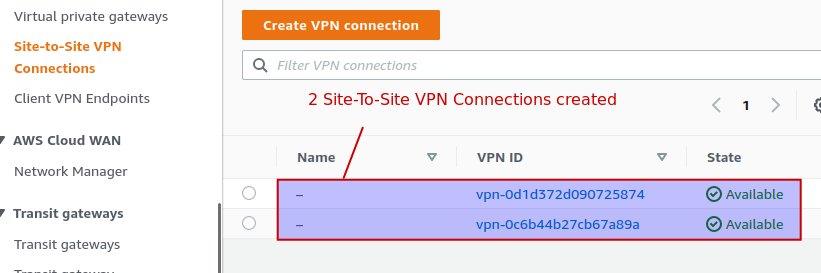 Virtual private gateways
Site-to-Site VPN
Connections
Client VPN Endpoints
AWS Cloud WAN
Network Manager
Transit gateways
Transit gateways
Transit gateway
Create VPN connection
Filter VPN connections
2 Site-To-Site VPN Connections created
1
Name VPN ID State
– vpn-0d1d372d090725874 Available
– vpn-0c6b44b27cb67a89a Available